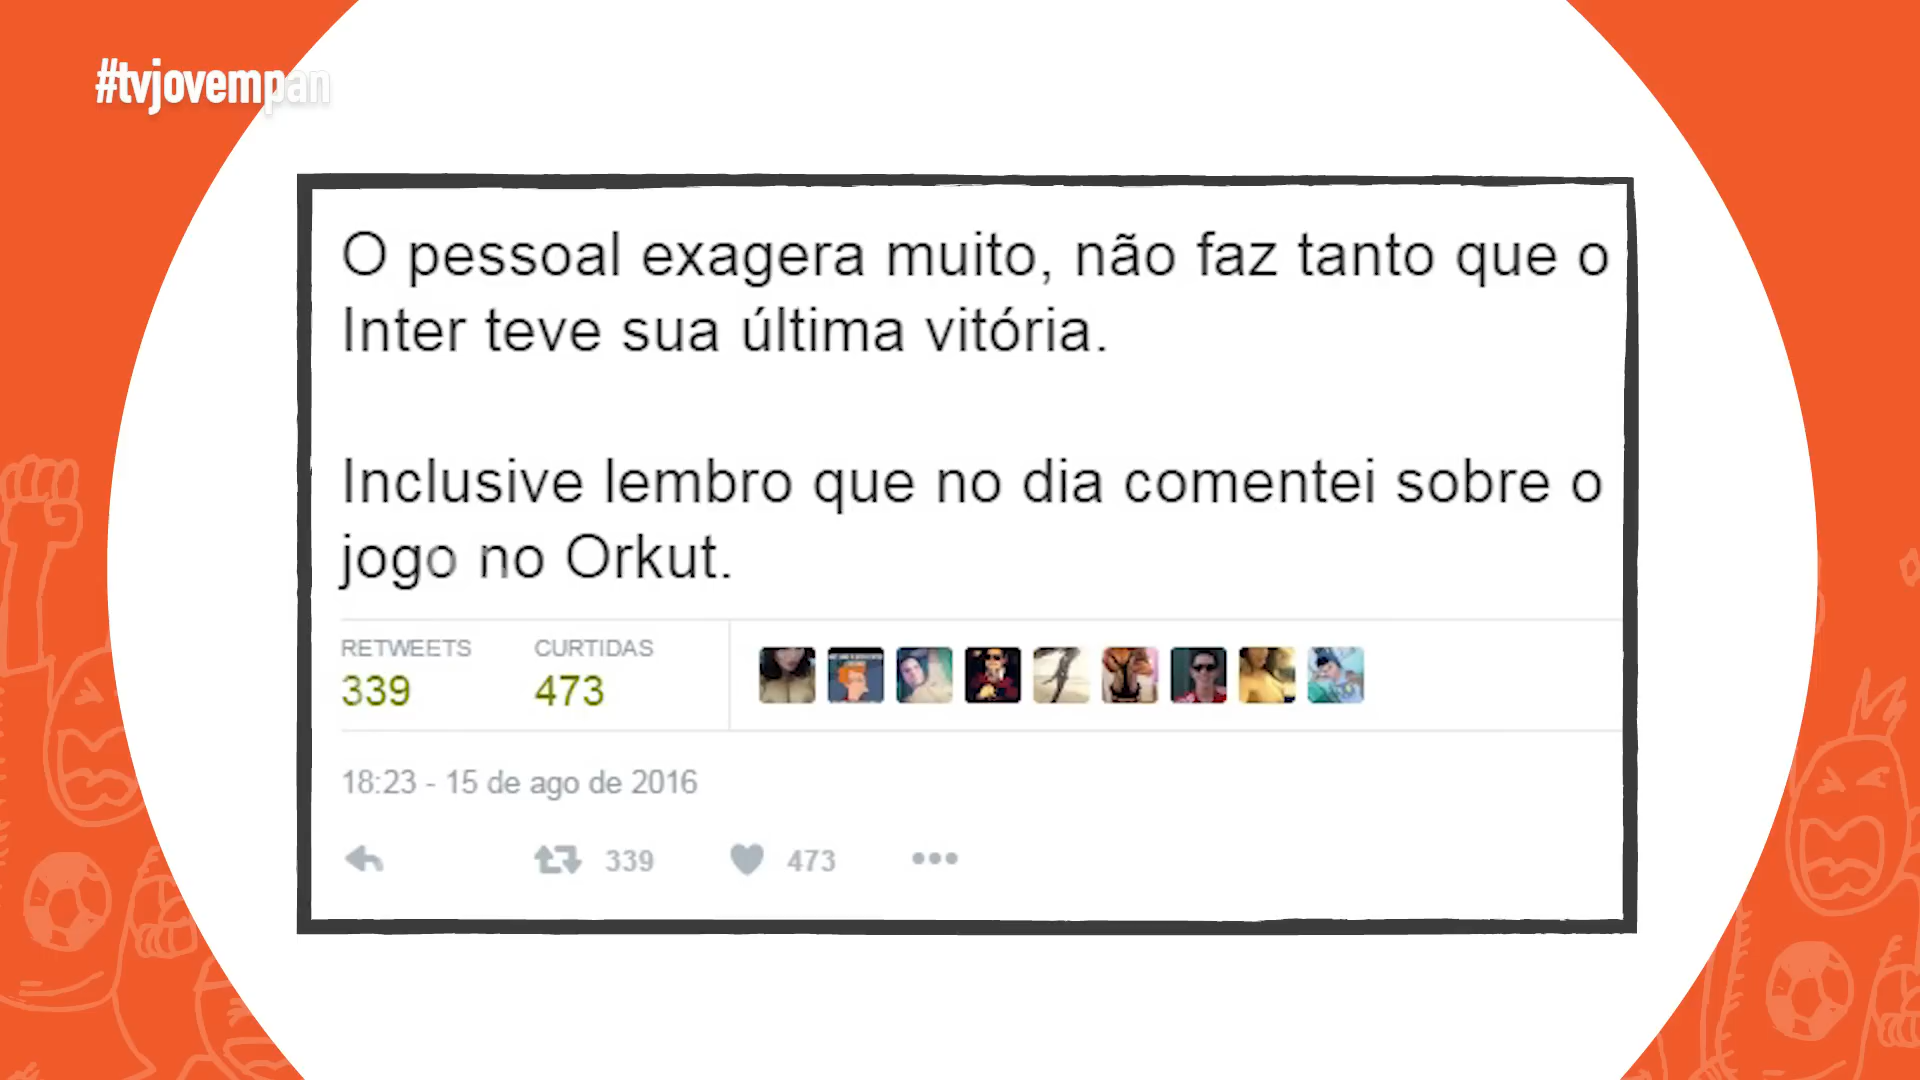 #tvjovempan
O pessoal exagera muito, não faz tanto que o
Inter teve sua última vitória.
Inclusive lembro que no dia comentei sobre o
jogo no Orkut.
RETWEETS CURTIDAS
339 473
18:23 - 15 de ago de 2016
339 473